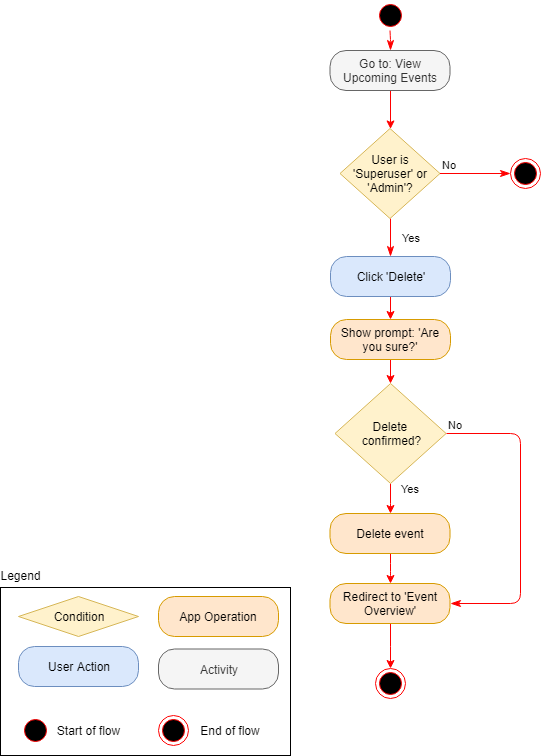 Go to: View
Upcoming Events
User is
'Superuser' or
'Admin'?
No
Yes
Click 'Delete'
Show prompt: 'Are
you sure?'
Delete
confirmed?
No
Yes
Delete event
Redirect to 'Event
Overview'
Legend
Condition
App Operation
User Action
Activity
Start of flow
End of flow